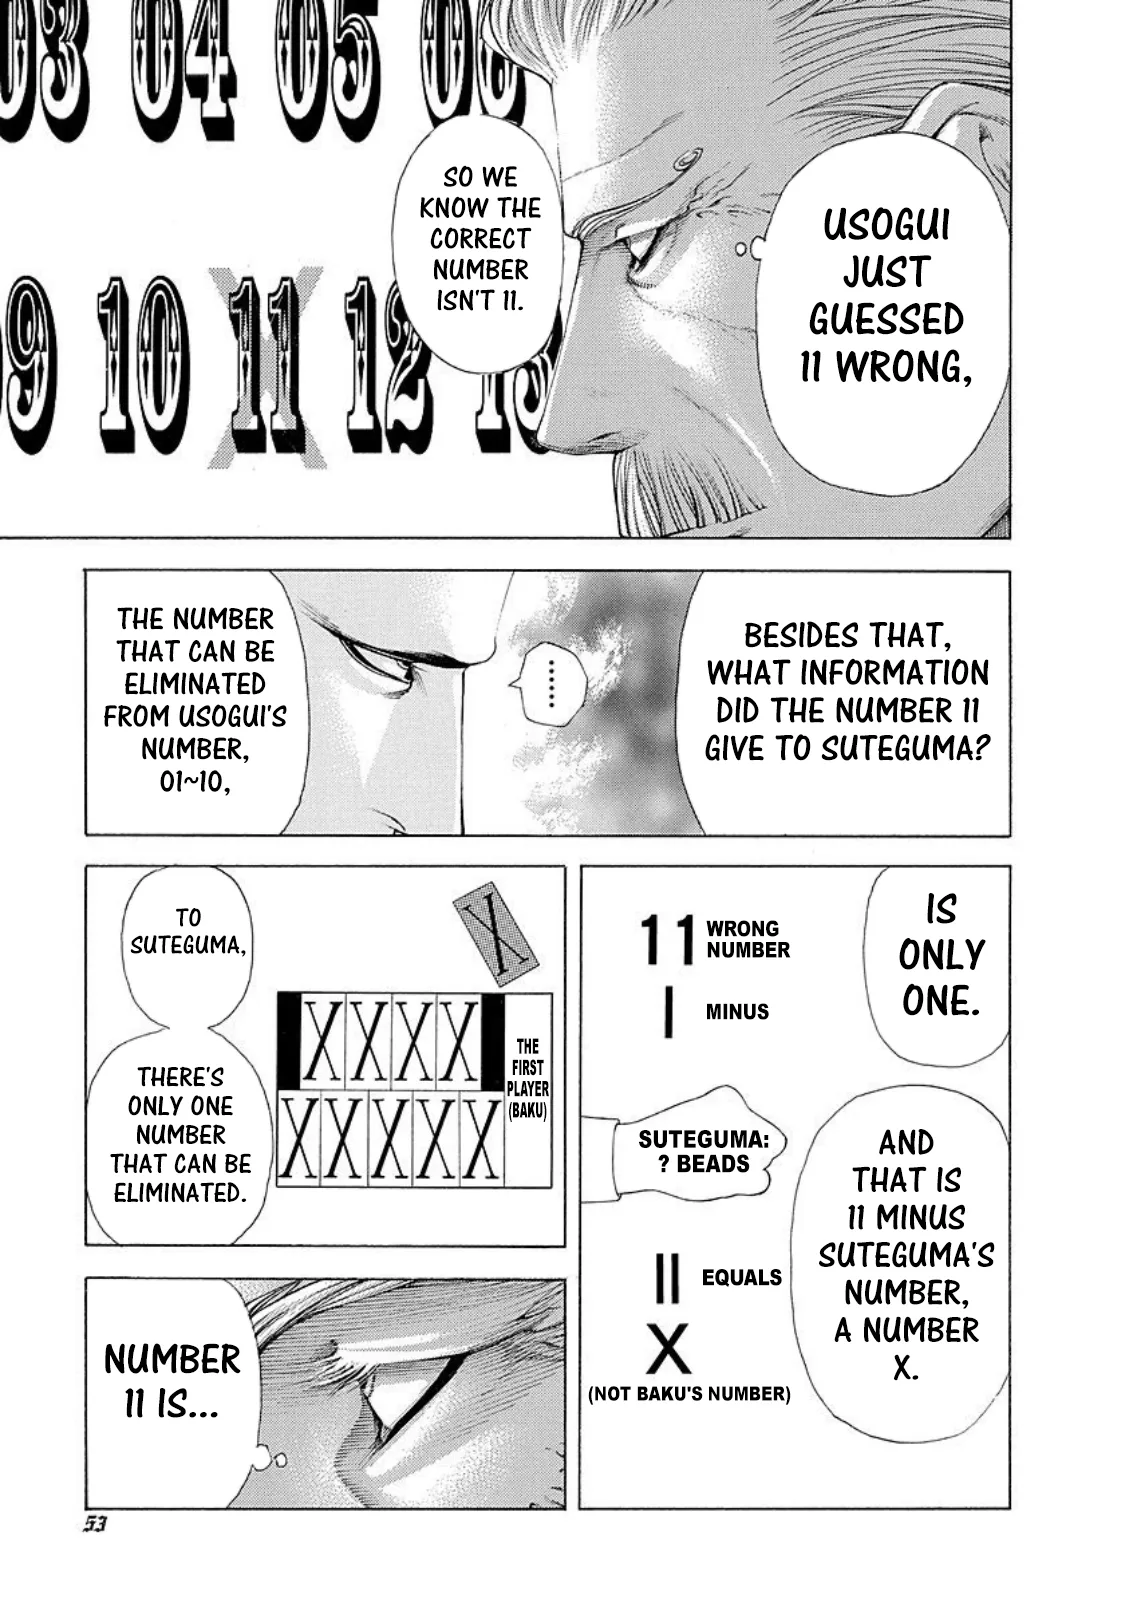 USOGUI
JUST
GUESSED
11 WRONG,
SO WE
KNOW THE
CORRECT
NUMBER
ISN'T 11.
03 04 05 06
09 10 11 12 13
BESIDES THAT,
WHAT INFORMATION
DID THE NUMBER 11
GIVE TO SUTEGUMA?
......
THE NUMBER
THAT CAN BE
ELIMINATED
FROM USOGUI'S
NUMBER,
01~10,
IS
ONLY
ONE.
11 WRONG
NUMBER
| MINUS
SUTEGUMA:
? BEADS
|| EQUALS
X
(NOT BAKU'S NUMBER)
AND
THAT IS
11 MINUS
SUTEGUMA'S
NUMBER,
A NUMBER
X.
TO
SUTEGUMA,
THERE'S
ONLY ONE
NUMBER
THAT CAN BE
ELIMINATED.
X
X X X X
X X X X X
THE
FIRST
PLAYER
(BAKU)
NUMBER
11 IS...
53